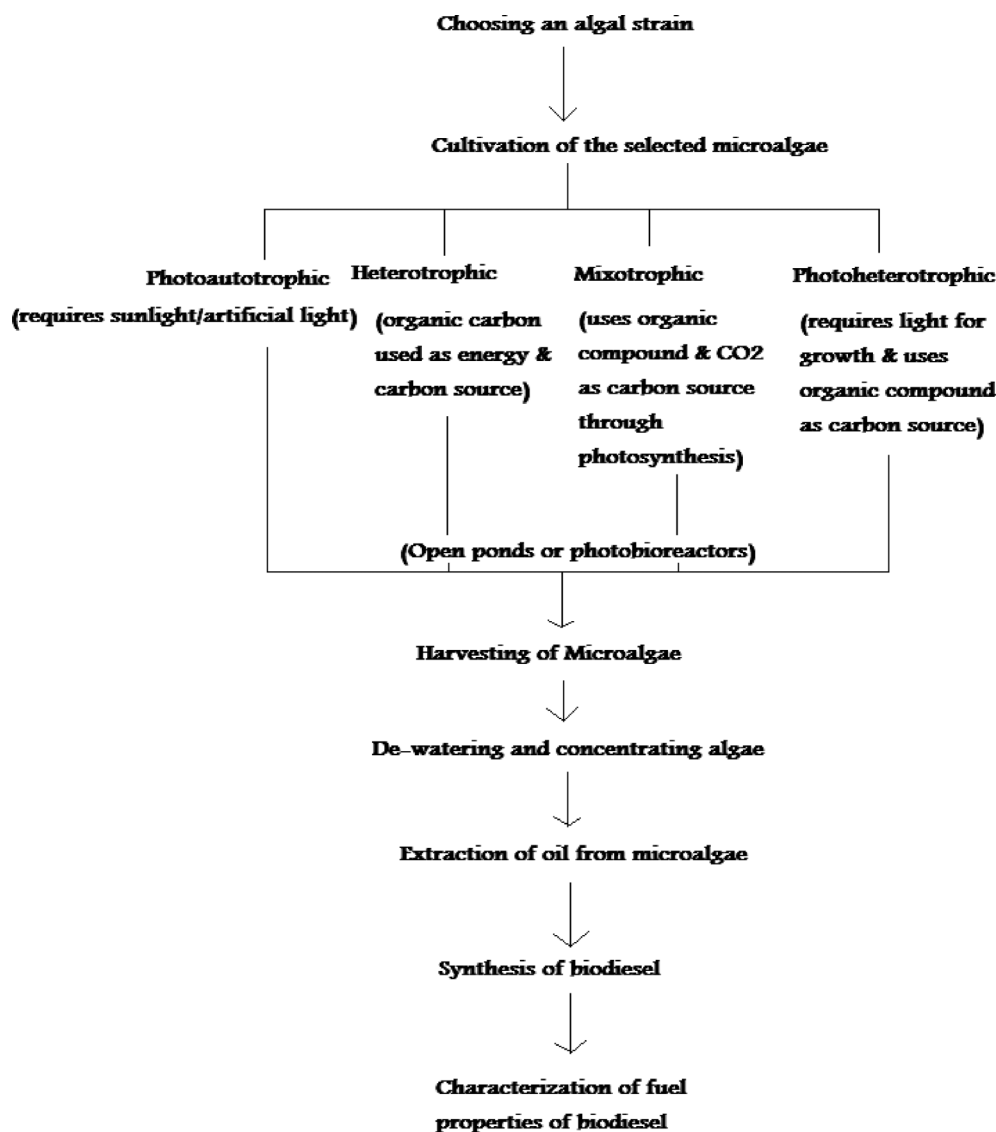 Choosing an algal strain
Cultivation of the selected microalgae
Photoautotrophic
(requires sunlight/artificial light)
Heterotrophic
(organic carbon
used as energy &
carbon source)
Mixotrophic
(uses organic
compound & CO2
as carbon source
through
photosynthesis)
Photoheterotrophic
(requires light for
growth & uses
organic compound
as carbon source)
(Open ponds or photobioreactors)
Harvesting of Microalgae
De-watering and concentrating algae
Extraction of oil from microalgae
Synthesis of biodiesel
Characterization of fuel
properties of biodiesel